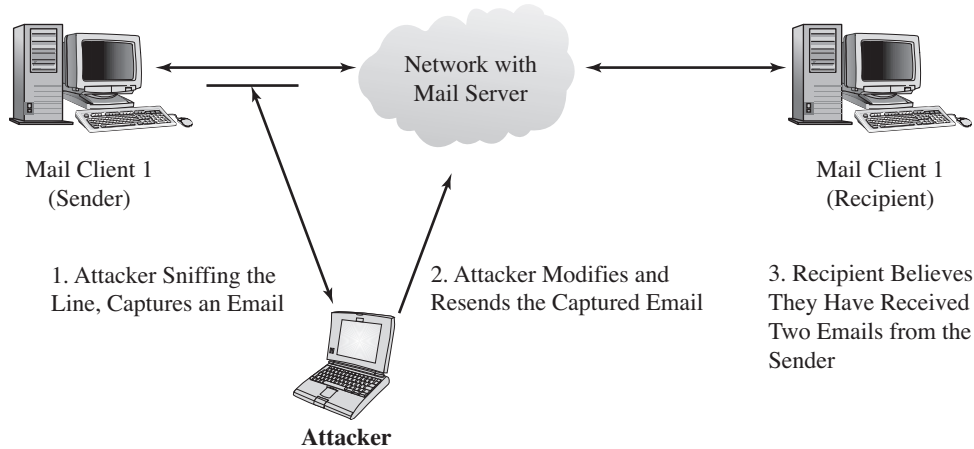 Network with
Mail Server
Mail Client 1
(Sender)
Mail Client 1
(Recipient)
1. Attacker Sniffing the
Line, Captures an Email
2. Attacker Modifies and
Resends the Captured Email
3. Recipient Believes
They Have Received
Two Emails from the
Sender
Attacker